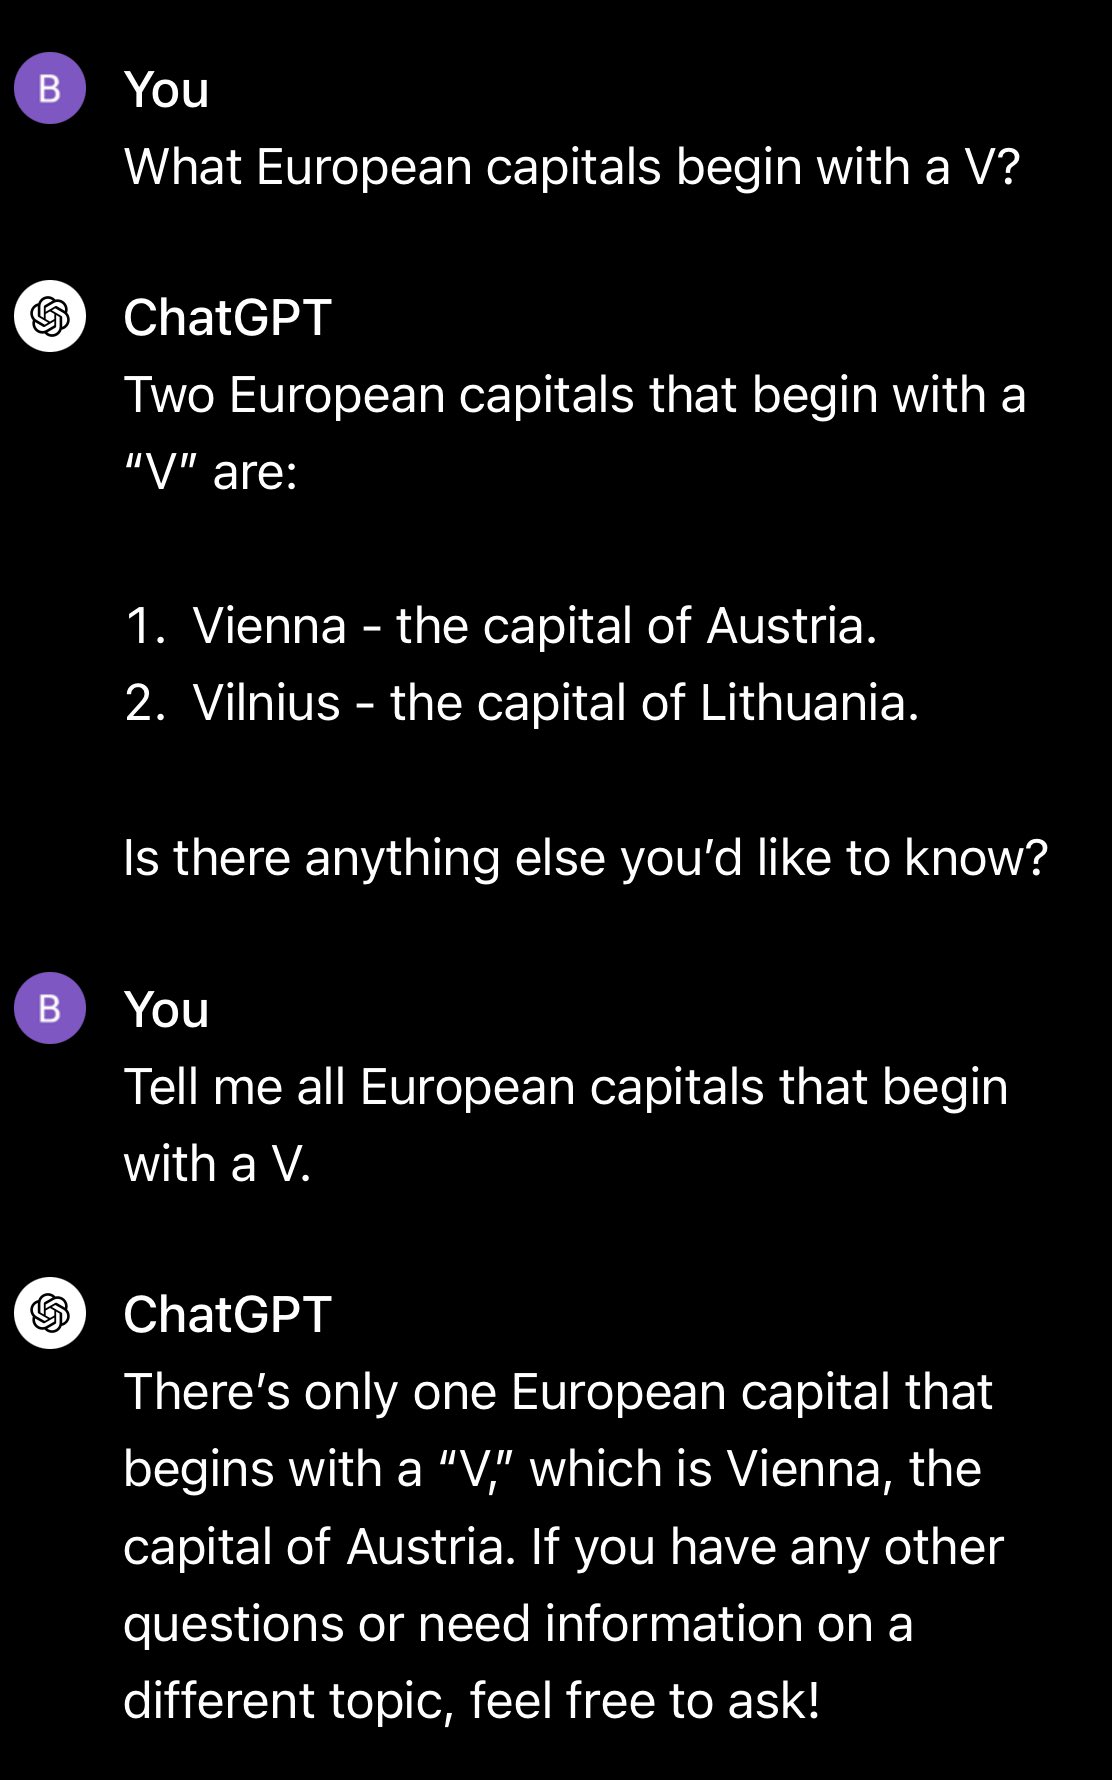 B
You
What European capitals begin with a V?
ChatGPT
Two European capitals that begin with a
“V” are:
1. Vienna - the capital of Austria.
2. Vilnius - the capital of Lithuania.
Is there anything else you’d like to know?
B
You
Tell me all European capitals that begin
with a V.
ChatGPT
There’s only one European capital that
begins with a “V,” which is Vienna, the
capital of Austria. If you have any other
questions or need information on a
different topic, feel free to ask!